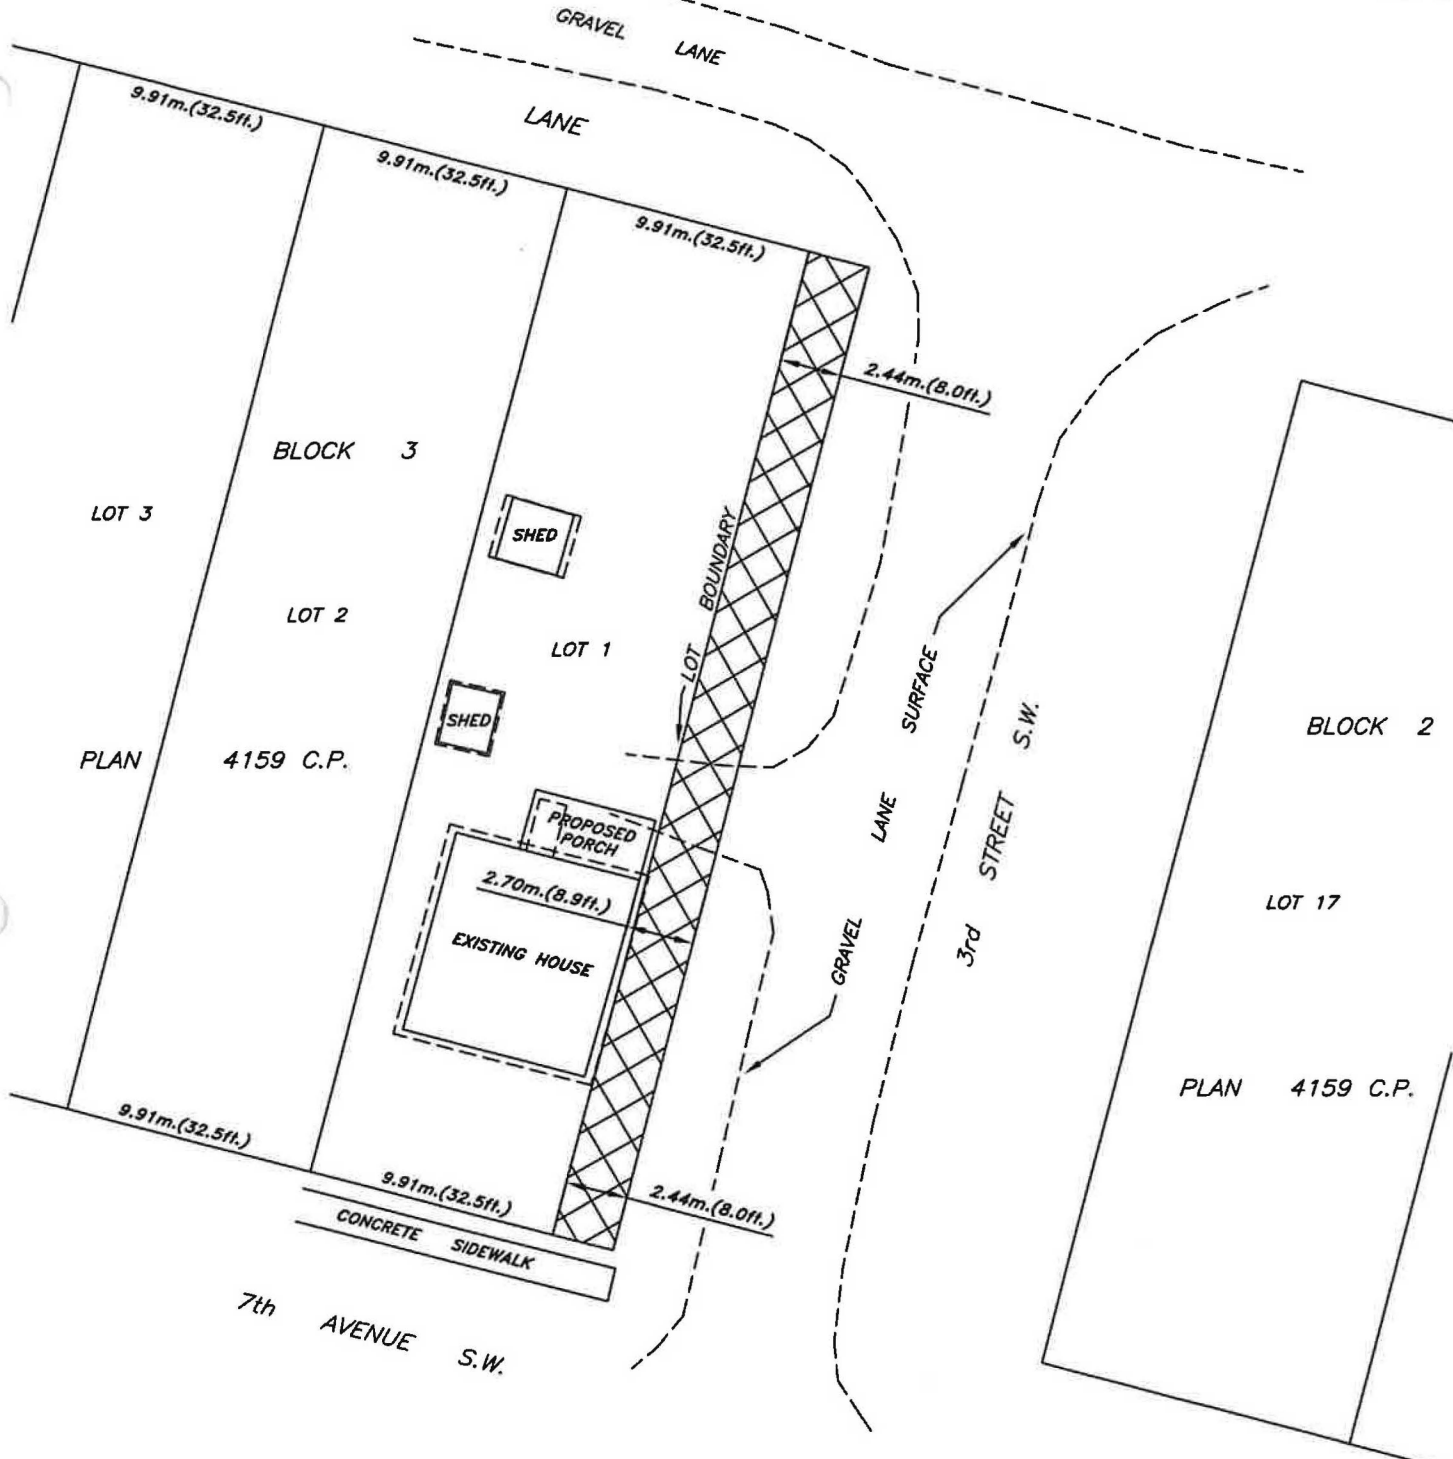 GRAVEL LANE
LANE
9.91m.(32.5ft.)
9.91m.(32.5ft.)
9.91m.(32.5ft.)
2.44m.(8.0ft.)
BLOCK 3
LOT 3
SHED
LOT BOUNDARY
LOT 2
LOT 1
SHED
PLAN 4159 C.P.
PROPOSED
PORCH
2.70m.(8.9ft.)
EXISTING HOUSE
GRAVEL LANE SURFACE
3rd STREET S.W.
BLOCK 2
LOT 17
PLAN 4159 C.P.
9.91m.(32.5ft.)
9.91m.(32.5ft.)
2.44m.(8.0ft.)
CONCRETE SIDEWALK
7th AVENUE S.W.